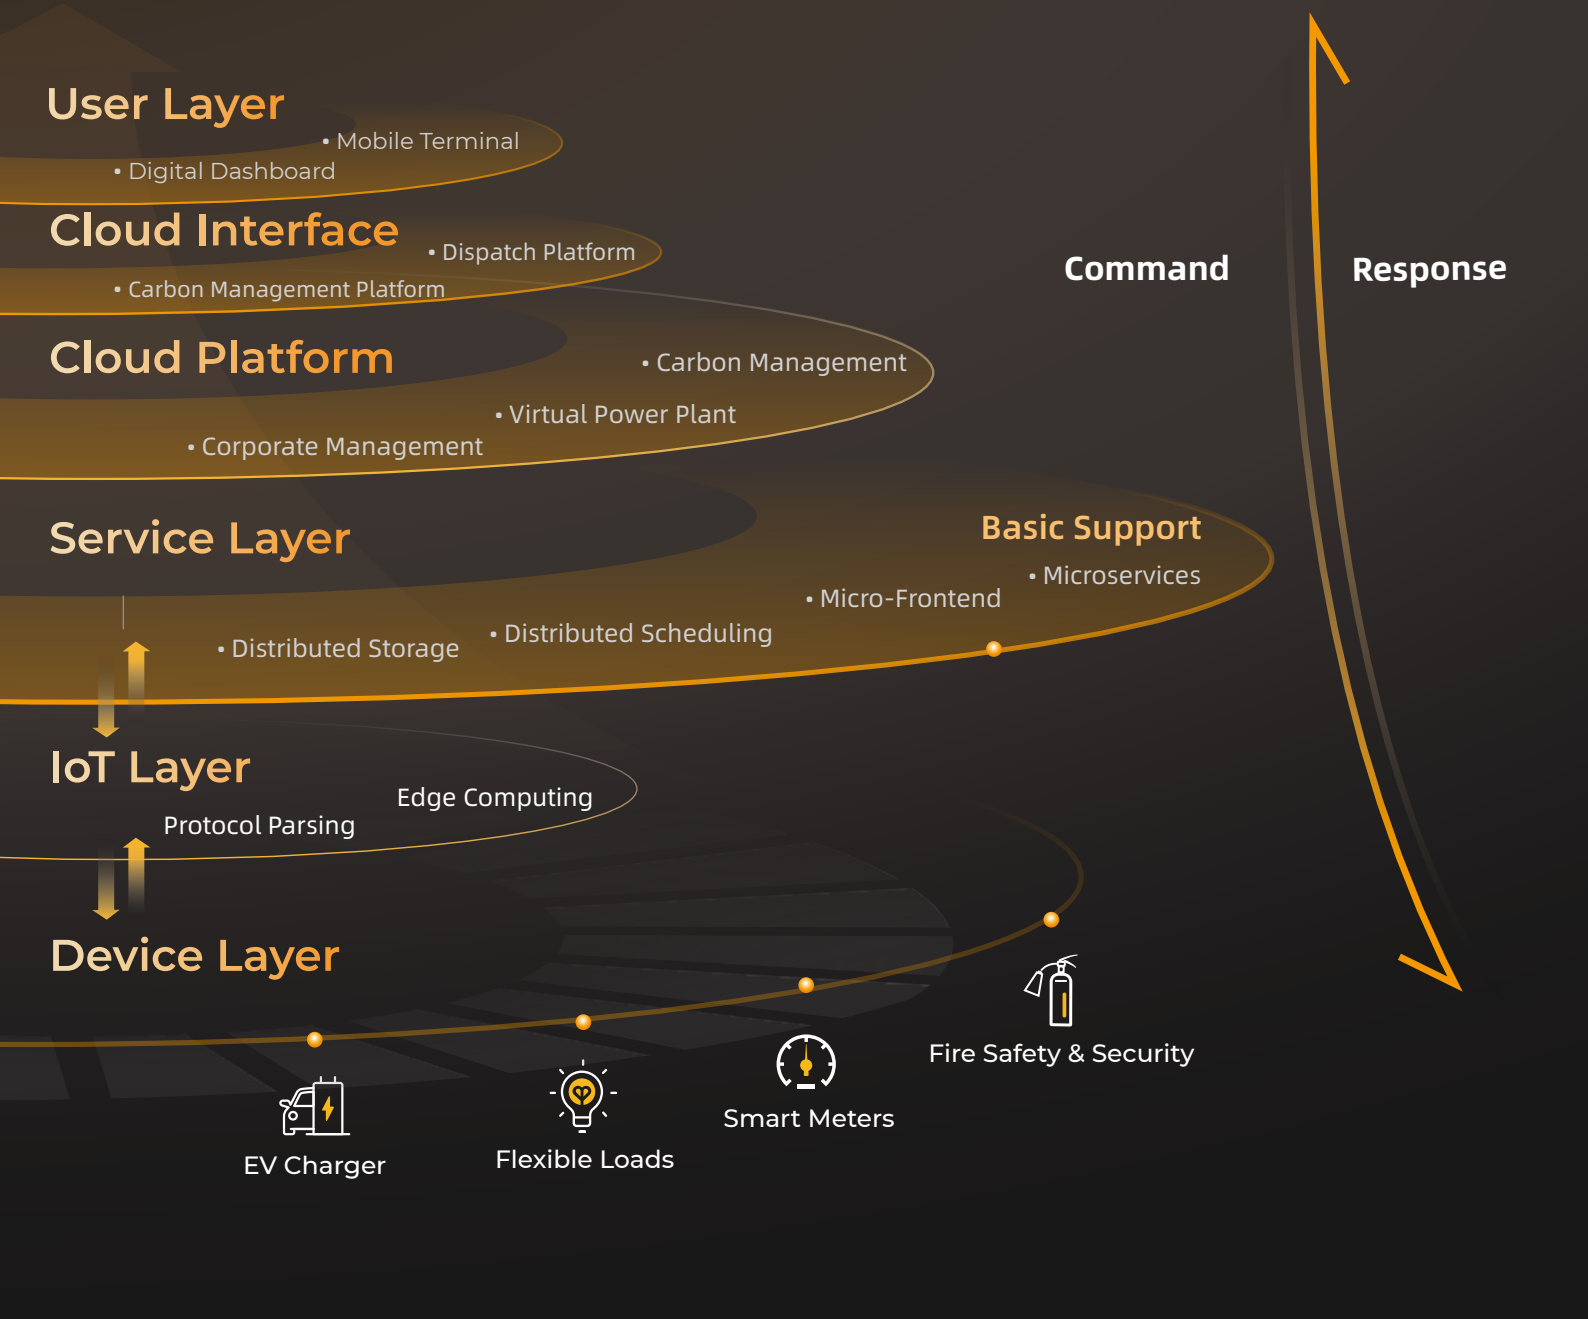 User Layer
• Mobile Terminal
• Digital Dashboard
Cloud Interface
• Dispatch Platform
• Carbon Management Platform
Command
Response
Cloud Platform
• Carbon Management
• Virtual Power Plant
• Corporate Management
Service Layer
Basic Support
• Microservices
• Micro-Frontend
• Distributed Scheduling
• Distributed Storage
IoT Layer
Edge Computing
Protocol Parsing
Device Layer
Fire Safety & Security
Smart Meters
Flexible Loads
EV Charger